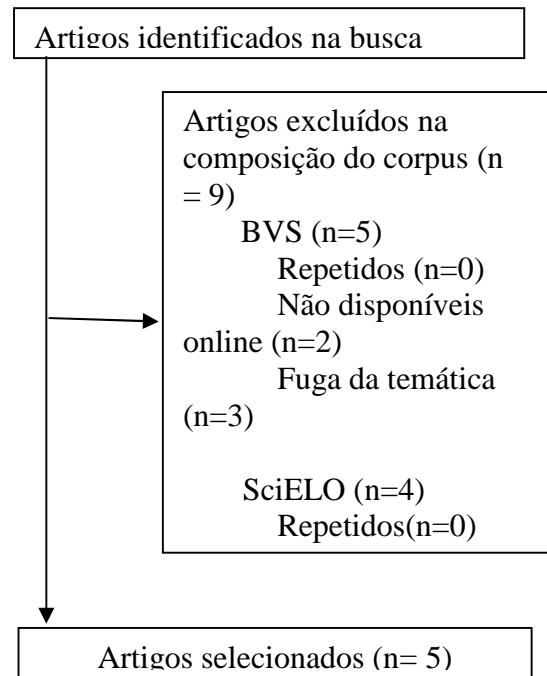 Artigos identificados na busca
Artigos excluídos na
composição do corpus (n
= 9)
BVS (n=5)
Repetidos (n=0)
Não disponíveis
online (n=2)
Fuga da temática
(n=3)
SciELO (n=4)
Repetidos(n=0)
Artigos selecionados (n= 5)